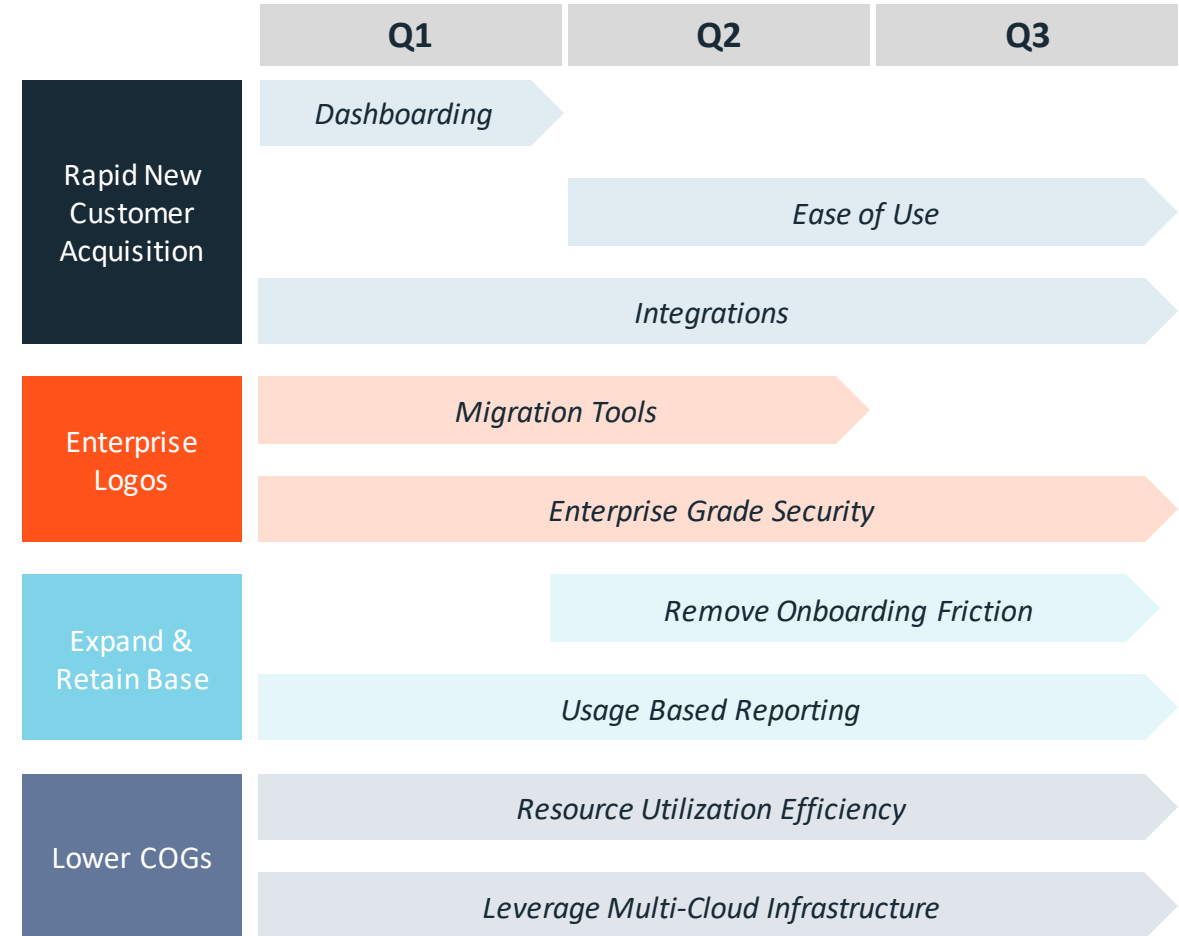 Q1 Q2 Q3
Rapid New
Customer
Acquisition
Dashboarding
Ease of Use
Integrations
Enterprise
Logos
Migration Tools
Enterprise Grade Security
Expand &
Retain Base
Remove Onboarding Friction
Usage Based Reporting
Lower COGs
Resource Utilization Efficiency
Leverage Multi-Cloud Infrastructure